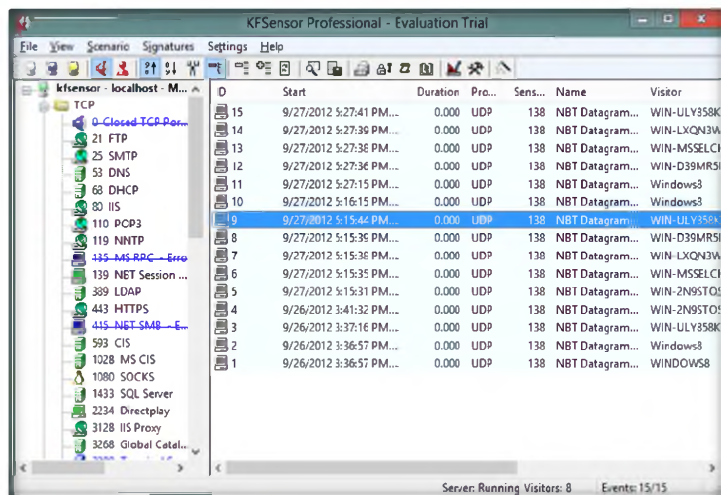 KFSensor Professional - Evaluation Trial
File View Scenario Signatures Settings Help
kfsensor - localhost - M...
TCP
0 Closed TCP Por...
21 FTP
25 SMTP
53 DNS
68 DHCP
80 IIS
110 POP3
119 NNTP
135 MS RPC - Erro
139 NET Session ...
389 LDAP
443 HTTPS
445 NET SMB - E...
593 CIS
1028 MS CIS
1080 SOCKS
1433 SQL Server
2234 Directplay
3128 IIS Proxy
3268 Global Catal...
ID Start Duration Pro... Sens... Name Visitor
15 9/27/2012 5:27:41 PM.... 0.000 UDP 138 NBT Datagram... WIN-ULY358K
14 9/27/2012 5:27:39 PM.... 0.000 UDP 138 NBT Datagram... WIN-LXQN3W
13 9/27/2012 5:27:38 PM.... 0.000 UDP 138 NBT Datagram... WIN-MSSELCK
12 9/27/2012 5:27:36 PM.... 0.000 UDP 138 NBT Datagram... WIN-D39MR5I
11 9/27/2012 5:27:15 PM.... 0.000 UDP 138 NBT Datagram... Windows8
10 9/27/2012 5:16:15 PM.... 0.000 UDP 138 NBT Datagram... Windows8
9 9/27/2012 5:15:44 PM.... 0.000 UDP 138 NBT Datagram... WIN-ULY358K
8 9/27/2012 5:15:39 PM.... 0.000 UDP 138 NBT Datagram... WIN-D39MR5I
7 9/27/2012 5:15:38 PM.... 0.000 UDP 138 NBT Datagram... WIN-LXQN3W
6 9/27/2012 5:15:35 PM.... 0.000 UDP 138 NBT Datagram... WIN-MSSELCK
5 9/27/2012 5:15:31 PM.... 0.000 UDP 138 NBT Datagram... WIN-2N9STOS
4 9/26/2012 3:41:32 PM.... 0.000 UDP 138 NBT Datagram... WIN-2N9STOS
3 9/26/2012 3:37:16 PM.... 0.000 UDP 138 NBT Datagram... WIN-ULY358K
2 9/26/2012 3:36:57 PM.... 0.000 UDP 138 NBT Datagram... Windows8
1 9/26/2012 3:36:57 PM.... 0.000 UDP 138 NBT Datagram... WINDOWS8
Server: Running Visitors: 8 Events: 15/15